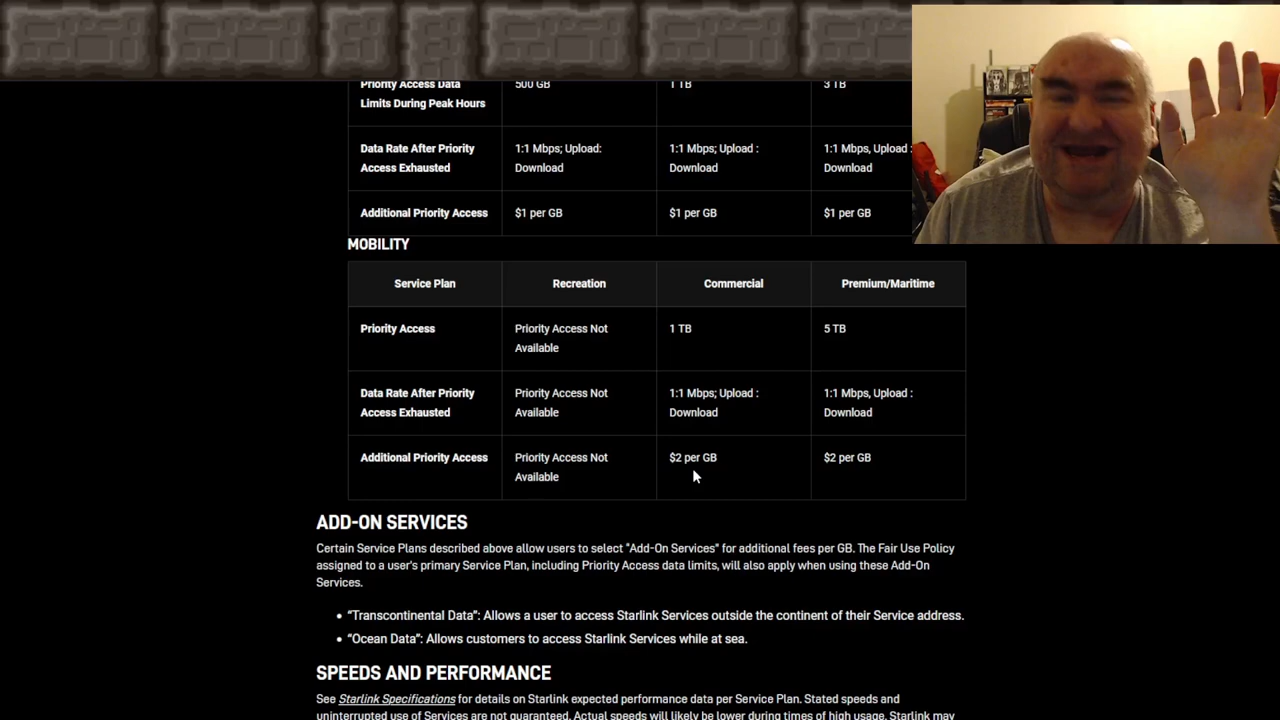 Priority Access Data 500 GB 1 TB 3 TB
Limits During Peak Hours
Data Rate After Priority 1:1 Mbps; Upload: 1:1 Mbps; Upload : 1:1 Mbps, Upload :
Access Exhausted Download Download Download
Additional Priority Access $1 per GB $1 per GB $1 per GB
MOBILITY
Service Plan Recreation Commercial Premium/Maritime
Priority Access Priority Access Not 1 TB 5 TB
Available
Data Rate After Priority Priority Access Not 1:1 Mbps; Upload : 1:1 Mbps, Upload :
Access Exhausted Available Download Download
Additional Priority Access Priority Access Not $2 per GB $2 per GB
Available
ADD-ON SERVICES
Certain Service Plans described above allow users to select "Add-On Services" for additional fees per GB. The Fair Use Policy
assigned to a user's primary Service Plan, including Priority Access data limits, will also apply when using these Add-On
Services.
• “Transcontinental Data”: Allows a user to access Starlink Services outside the continent of their Service address.
• “Ocean Data”: Allows customers to access Starlink Services while at sea.
SPEEDS AND PERFORMANCE
See Starlink Specifications for details on Starlink expected performance data per Service Plan. Stated speeds and
uninterrupted use of Services are not guaranteed. Actual speeds will likely be lower during times of high usage. Starlink may